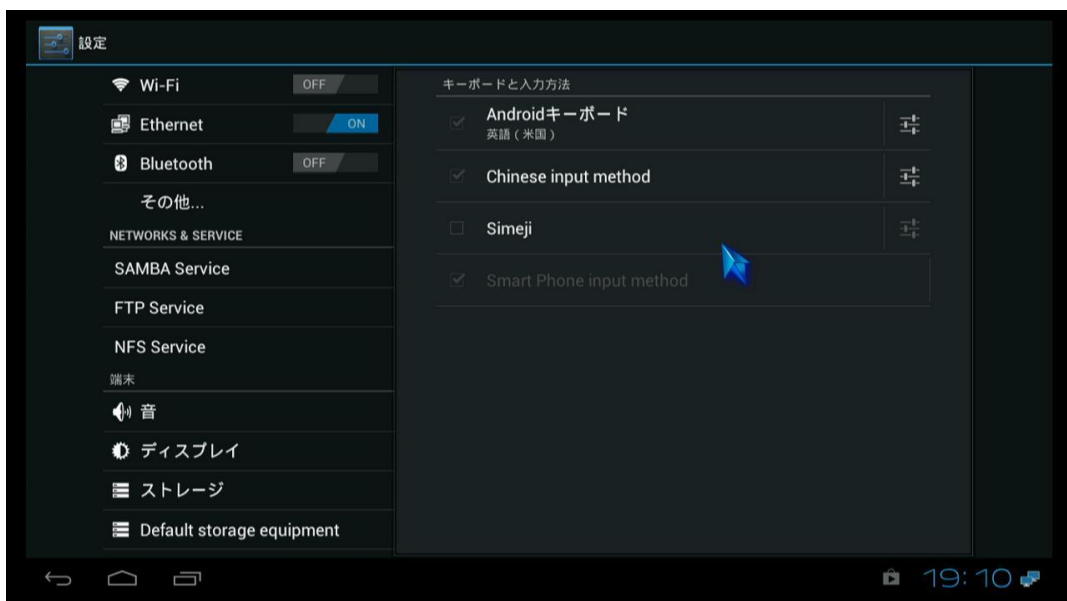 設定
Wi-Fi OFF
Ethernet ON
Bluetooth OFF
その他...
NETWORKS & SERVICE
SAMBA Service
FTP Service
NFS Service
端末
音
ディスプレイ
ストレージ
Default storage equipment
キーボードと入力方法
Androidキーボード
英語 ( 米国 )
Chinese input method
Simeji
Smart Phone input method
19:10